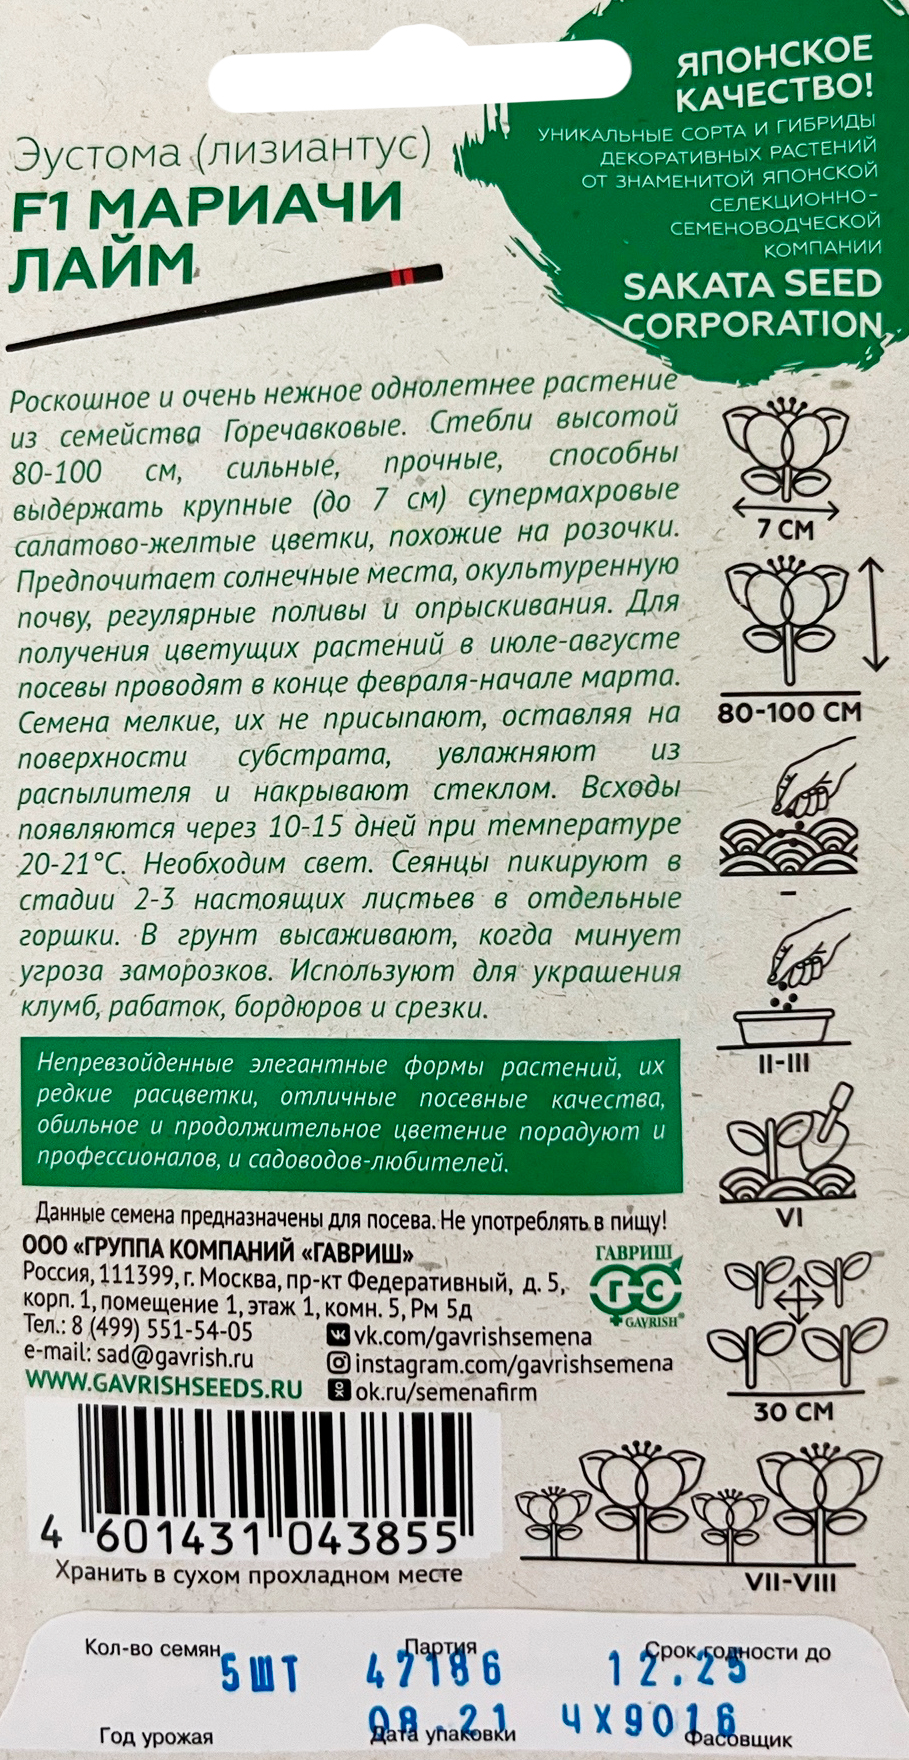 ЯПОНСКОЕ
КАЧЕСТВО!
УНИКАЛЬНЫЕ СОРТА И ГИБРИДЫ
ДЕКОРАТИВНЫХ РАСТЕНИЙ
ОТ ЗНАМЕНИТОЙ ЯПОНСКОЙ
СЕЛЕКЦИОННО-
СЕМЕНОВОДЧЕСКОЙ
КОМПАНИИ
SAKATA SEED
CORPORATION
Эустома (лизиантус)
F1 МАРИАЧИ
ЛАЙМ
Роскошное и очень нежное однолетнее растение
из семейства Горечавковые. Стебли высотой
80-100 см, сильные, прочные, способны
выдержать крупные (до 7 см) супермахровые
салатово-желтые цветки, похожие на розочки.
Предпочитает солнечные места, окультуренную
почву, регулярные поливы и опрыскивания. Для
получения цветущих растений в июле-августе
посевы проводят в конце февраля-начале марта.
Семена мелкие, их не присыпают, оставляя на
поверхности субстрата, увлажняют из
распылителя и накрывают стеклом. Всходы
появляются через 10-15 дней при температуре
20-21°С. Необходим свет. Сеянцы пикируют в
стадии 2-3 настоящих листьев в отдельные
горшки. В грунт высаживают, когда минует
угроза заморозков. Используют для украшения
клумб, рабаток, бордюров и срезки.
7 СМ
80-100 СМ
–
II-III
VI
30 СМ
VII-VIII
Непревзойденные элегантные формы растений, их
редкие расцветки, отличные посевные качества,
обильное и продолжительное цветение порадуют и
профессионалов, и садоводов-любителей.
Данные семена предназначены для посева. Не употреблять в пищу!
ООО «ГРУППА КОМПАНИЙ «ГАВРИШ»
Россия, 111399, г. Москва, пр-кт Федеративный, д. 5,
корп. 1, помещение 1, этаж 1, комн. 5, Рм 5д
Тел.: 8 (499) 551-54-05
e-mail: sad@gavrish.ru
WWW.GAVRISHSEEDS.RU
vk.com/gavrishsemena
instagram.com/gavrishsemena
ok.ru/semenafirm
ГАВРИШ
Г С
GAVRISH®
4 601431 043855
Хранить в сухом прохладном месте
Кол-во семян 5 ШТ
Партия 47186
Срок годности до 12.25
Год урожая
Дата упаковки 08.21
Фасовщик 4Х9016